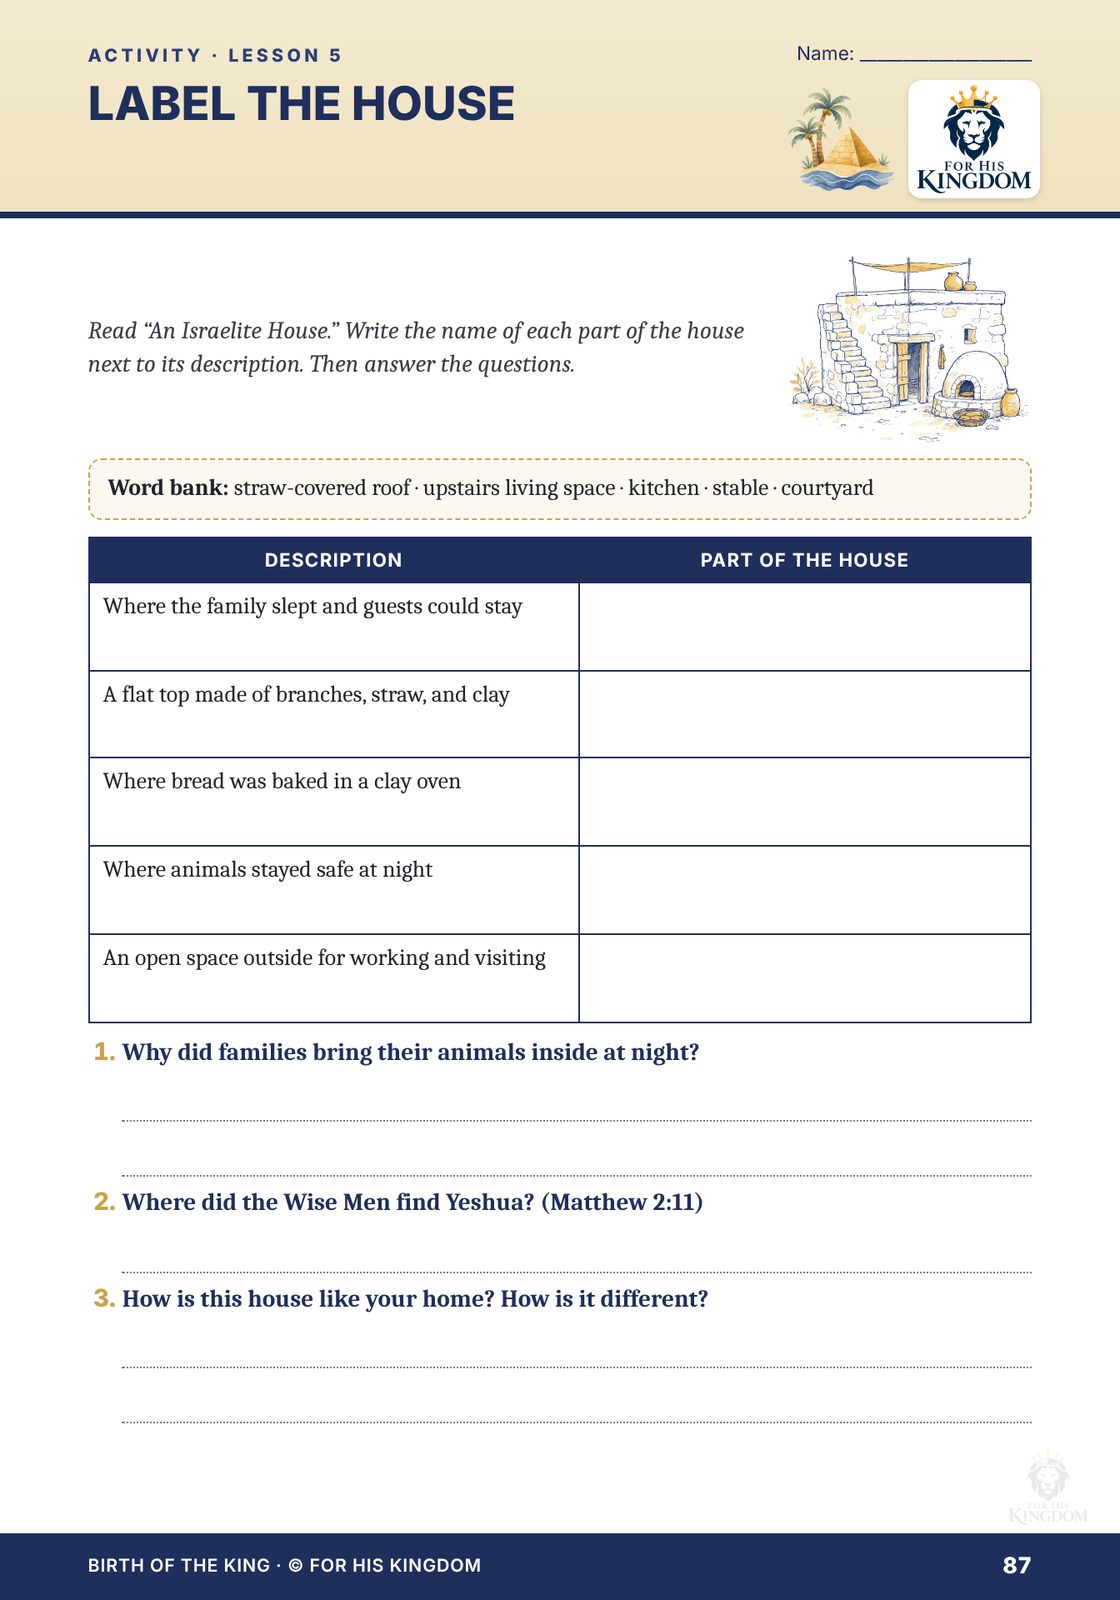 ACTIVITY · LESSON 5
Name: ___________________
LABEL THE HOUSE
FOR HIS
KINGDOM
Read “An Israelite House.” Write the name of each part of the house
next to its description. Then answer the questions.
Word bank: straw-covered roof · upstairs living space · kitchen · stable · courtyard
DESCRIPTION
PART OF THE HOUSE
Where the family slept and guests could stay
A flat top made of branches, straw, and clay
Where bread was baked in a clay oven
Where animals stayed safe at night
An open space outside for working and visiting
1. Why did families bring their animals inside at night?
2. Where did the Wise Men find Yeshua? (Matthew 2:11)
3. How is this house like your home? How is it different?
FOR HIS
KINGDOM
BIRTH OF THE KING · © FOR HIS KINGDOM
87